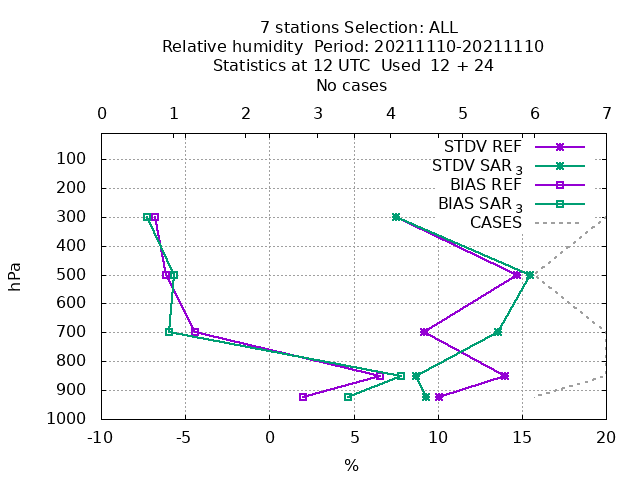 7 stations Selection: ALL
Relative humidity  Period: 20211110-20211110
Statistics at 12 UTC  Used  12 + 24
No cases
0 1 2 3 4 5 6 7
STDV REF
STDV SAR 3
BIAS REF
BIAS SAR 3
CASES
hPa
100
200
300
400
500
600
700
800
900
1000
-10 -5 0 5 10 15 20
%